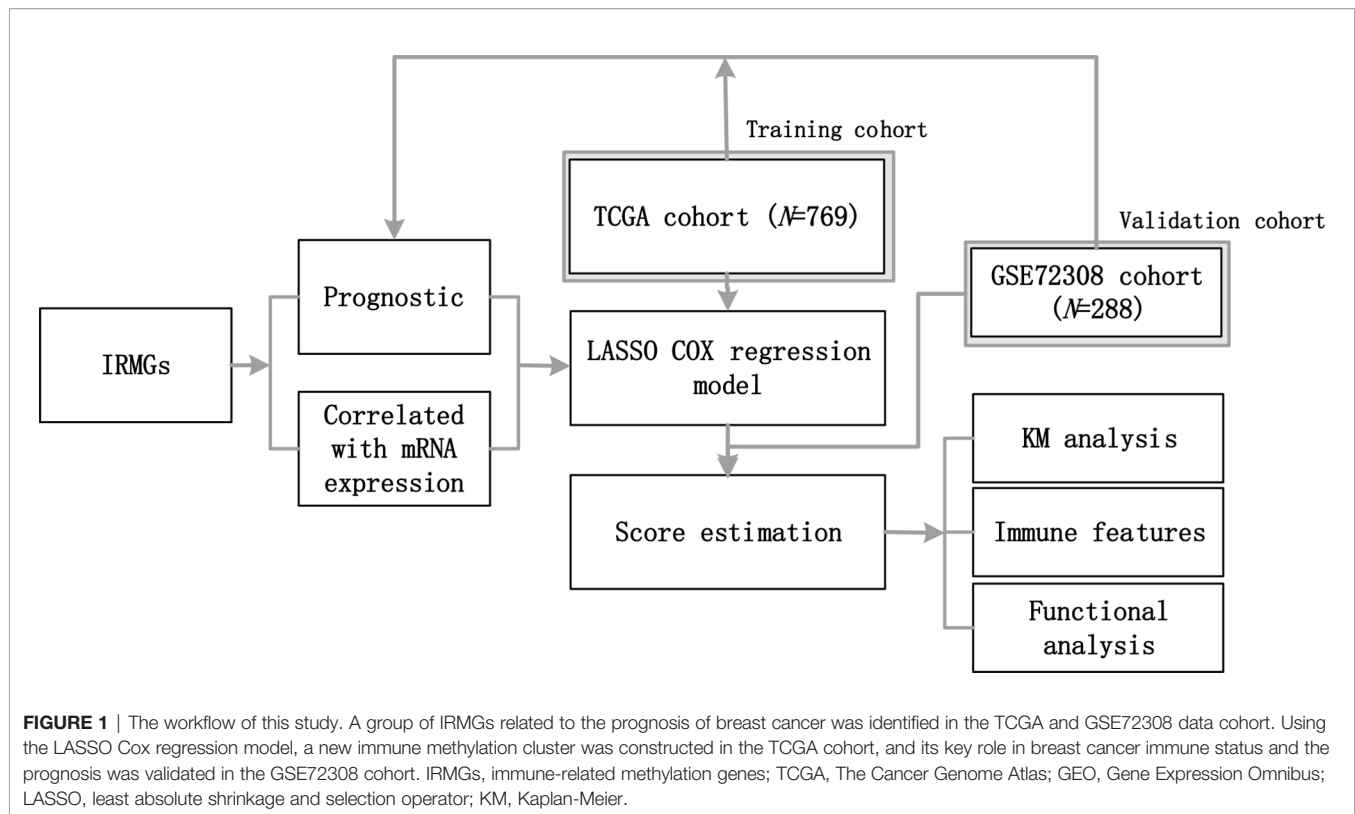 Training cohort
TCGA cohort (N=769)
Validation cohort
GSE72308 cohort
(N=288)
Prognostic
IRMGs
LASSO COX regression
model
Correlated
with mRNA
expression
KM analysis
Score estimation
Immune features
Functional
analysis
FIGURE 1 | The workflow of this study. A group of IRMGs related to the prognosis of breast cancer was identified in the TCGA and GSE72308 data cohort. Using
the LASSO Cox regression model, a new immune methylation cluster was constructed in the TCGA cohort, and its key role in breast cancer immune status and the
prognosis was validated in the GSE72308 cohort. IRMGs, immune-related methylation genes; TCGA, The Cancer Genome Atlas; GEO, Gene Expression Omnibus;
LASSO, least absolute shrinkage and selection operator; KM, Kaplan-Meier.